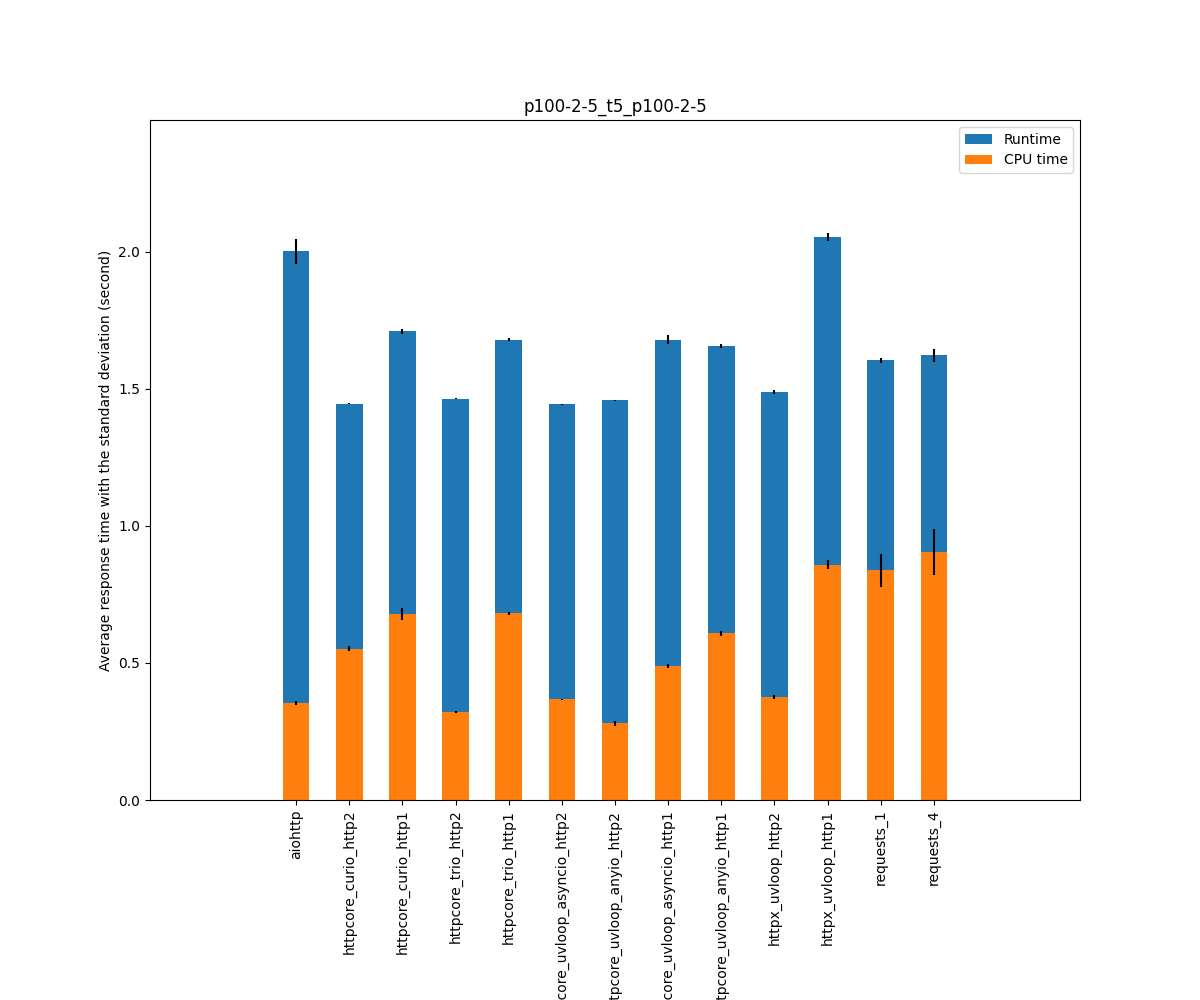 p100-2-5_t5_p100-2-5
Runtime
CPU time
Average response time with the standard deviation (second)
2.0
1.5
1.0
0.5
0.0
aiohttp
httpcore_curio_http2
httpcore_curio_http1
httpcore_trio_http2
httpcore_trio_http1
core_uvloop_asyncio_http2
tpcore_uvloop_anyio_http2
core_uvloop_asyncio_http1
tpcore_uvloop_anyio_http1
httpx_uvloop_http2
httpx_uvloop_http1
requests_1
requests_4